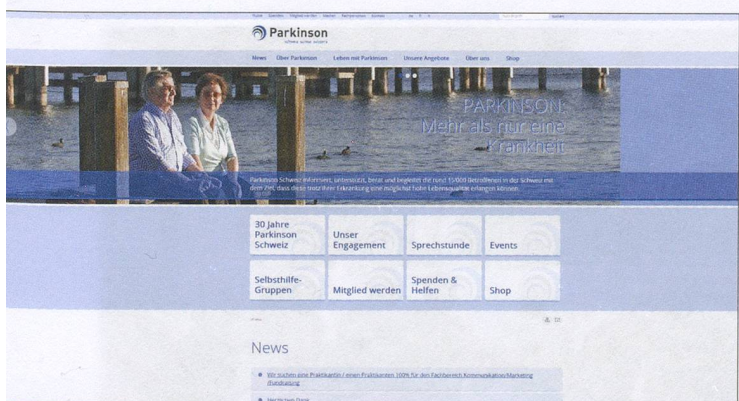 Parkinson
News Über Parkinson Leben mit Parkinson Unsere Angebote Über uns Shop
PARKINSON:
Mehr als nur eine
Krankheit
Parkinson Schweiz informiert, unterstützt, berät und begleitet die rund 15'000 Betroffenen in der Schweiz mit
dem Ziel, dass diese trotz ihrer Erkrankung eine möglichst hohe Lebensqualität erlangen können.
30 Jahre
Parkinson
Schweiz
Unser
Engagement
Sprechstunde
Events
Selbsthilfe-
Gruppen
Mitglied werden
Spenden &
Helfen
Shop
News
Wir suchen eine Praktikantin / einen Praktikanten 100% für den Fachbereich Kommunikation/Marketing
/Fundraising
Herzlichen Dank